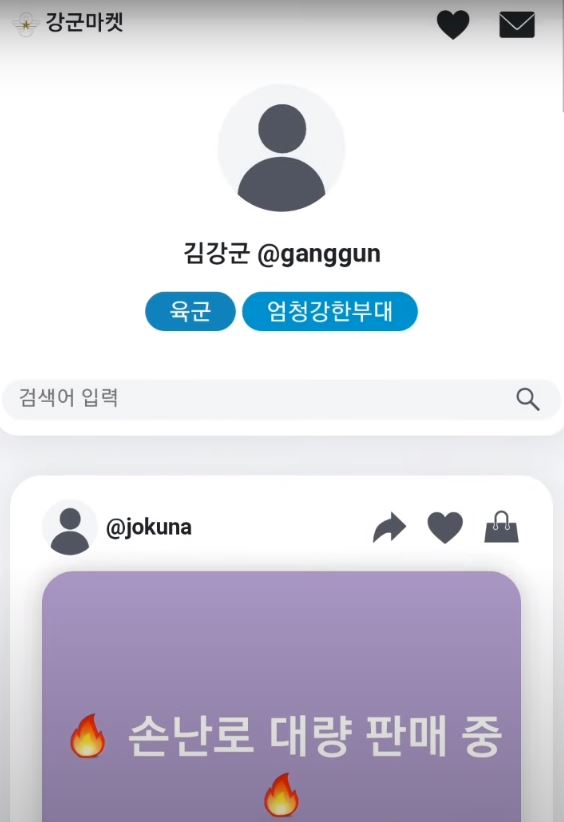 강군마켓
김강군 @ganggun
육군 엄청강한부대
검색어 입력
@jokuna
🔥 손난로 대량 판매 중
🔥